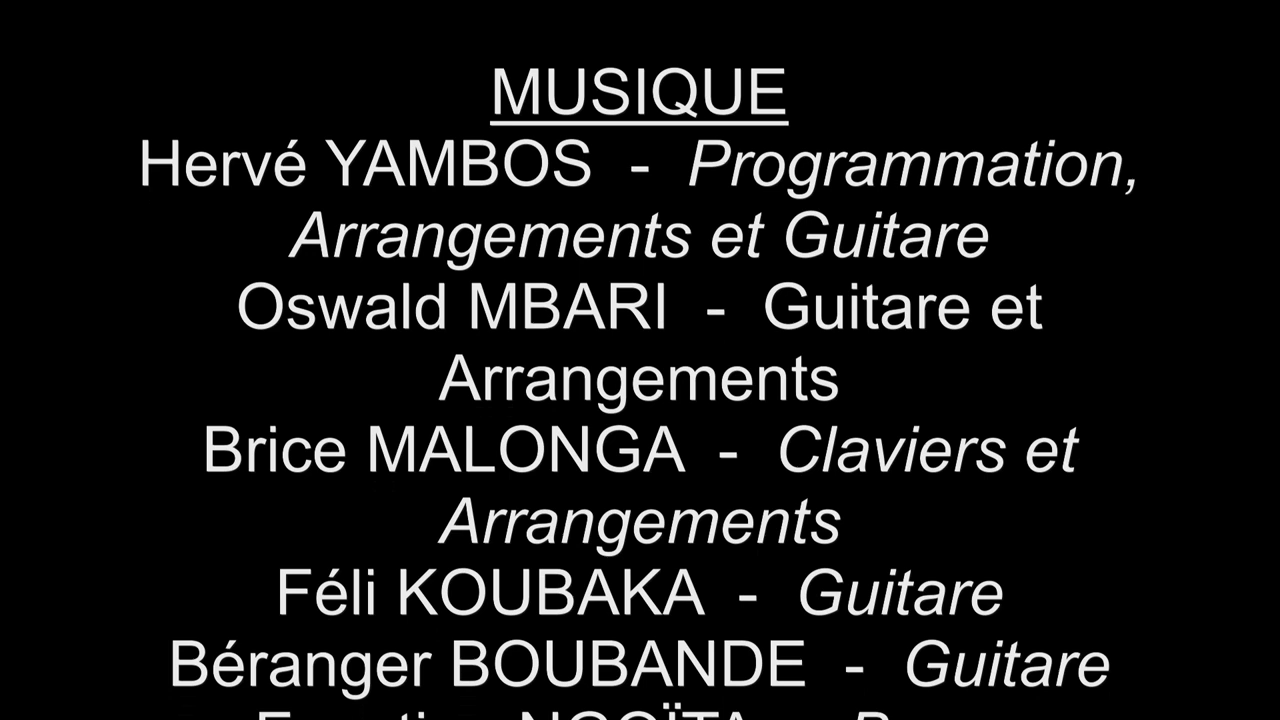 MUSIQUE
Hervé YAMBOS - Programmation,
Arrangements et Guitare
Oswald MBARI - Guitare et
Arrangements
Brice MALONGA - Claviers et
Arrangements
Féli KOUBAKA - Guitare
Béranger BOUBANDE - Guitare